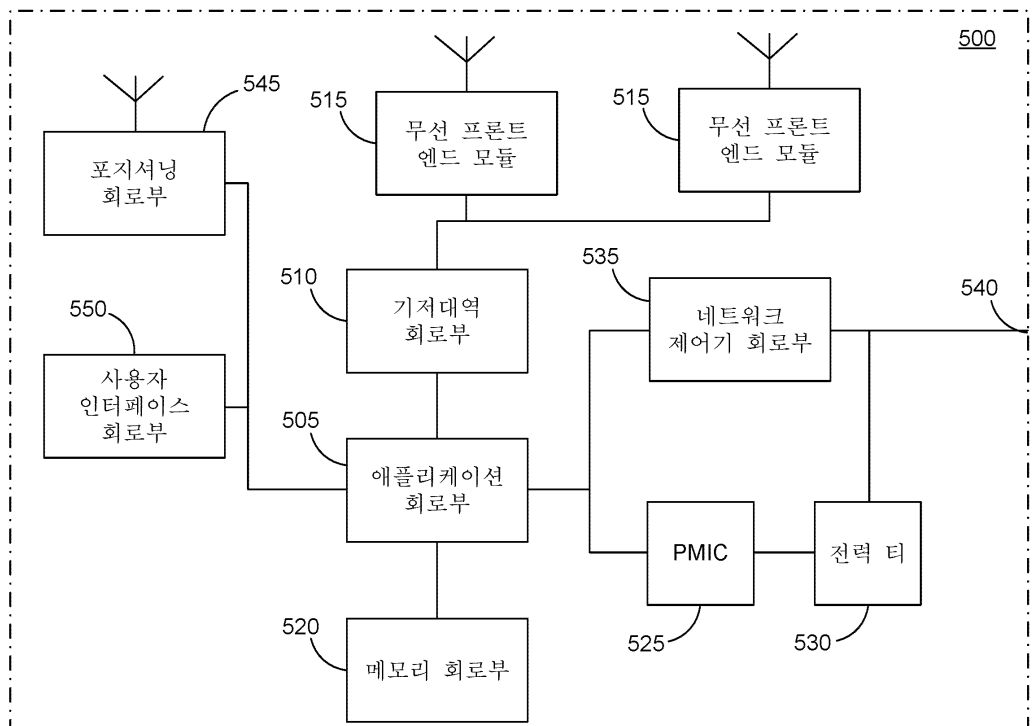 500
545
포지셔닝
회로부
515
무선 프론트
엔드 모듈
515
무선 프론트
엔드 모듈
510
기저대역
회로부
535
네트워크
제어기 회로부
540
550
사용자
인터페이스
회로부
505
애플리케이션
회로부
PMIC
525
전력 티
530
520
메모리 회로부